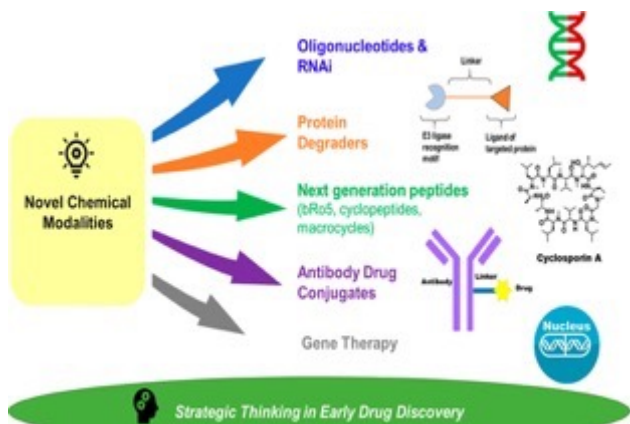 Oligonucleotides &
RNAi
Linker
Protein
Degraders
E3 ligase
recognition
motif
Ligand of
targeted protein
Novel Chemical
Modalities
Next generation peptides
(bRo5, cyclopeptides,
macrocycles)
Cyclosporin A
Antibody Drug
Conjugates
Antibody
Linker
Drug
Gene Therapy
Nucleus
Strategic Thinking in Early Drug Discovery